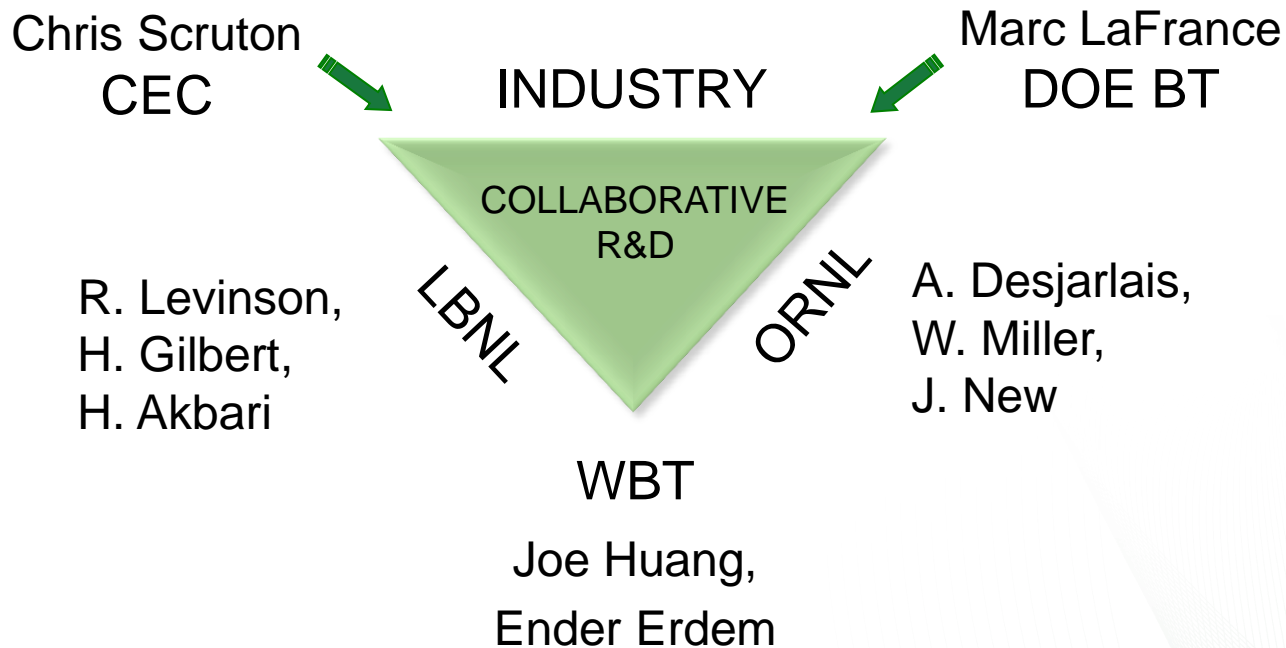 Chris Scruton
CEC
INDUSTRY
Marc LaFrance
DOE BT
COLLABORATIVE
R&D
LBNL
ORNL
R. Levinson,
H. Gilbert,
H. Akbari
A. Desjarlais,
W. Miller,
J. New
WBT
Joe Huang,
Ender Erdem